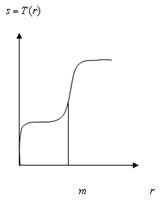 s = T(r)
m r